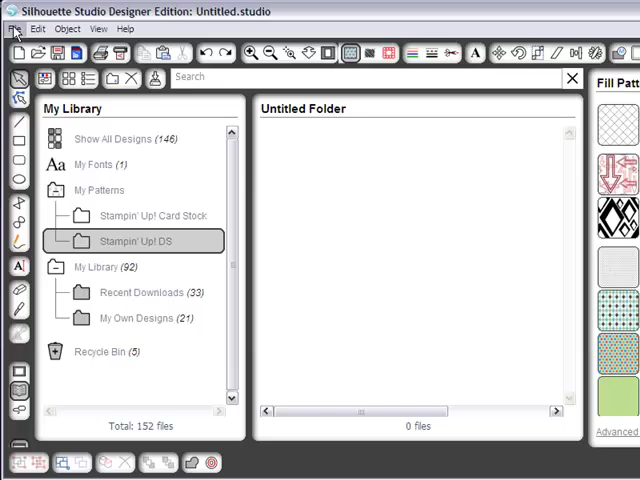 Silhouette Studio Designer Edition: Untitled.studio
File Edit Object View Help
Search
My Library
Untitled Folder
Fill Patt
Show All Designs (146)
My Fonts (1)
My Patterns
Stampin' Up! Card Stock
Stampin' Up! DS
My Library (92)
Recent Downloads (33)
My Own Designs (21)
Recycle Bin (5)
Total: 152 files
0 files
Advanced